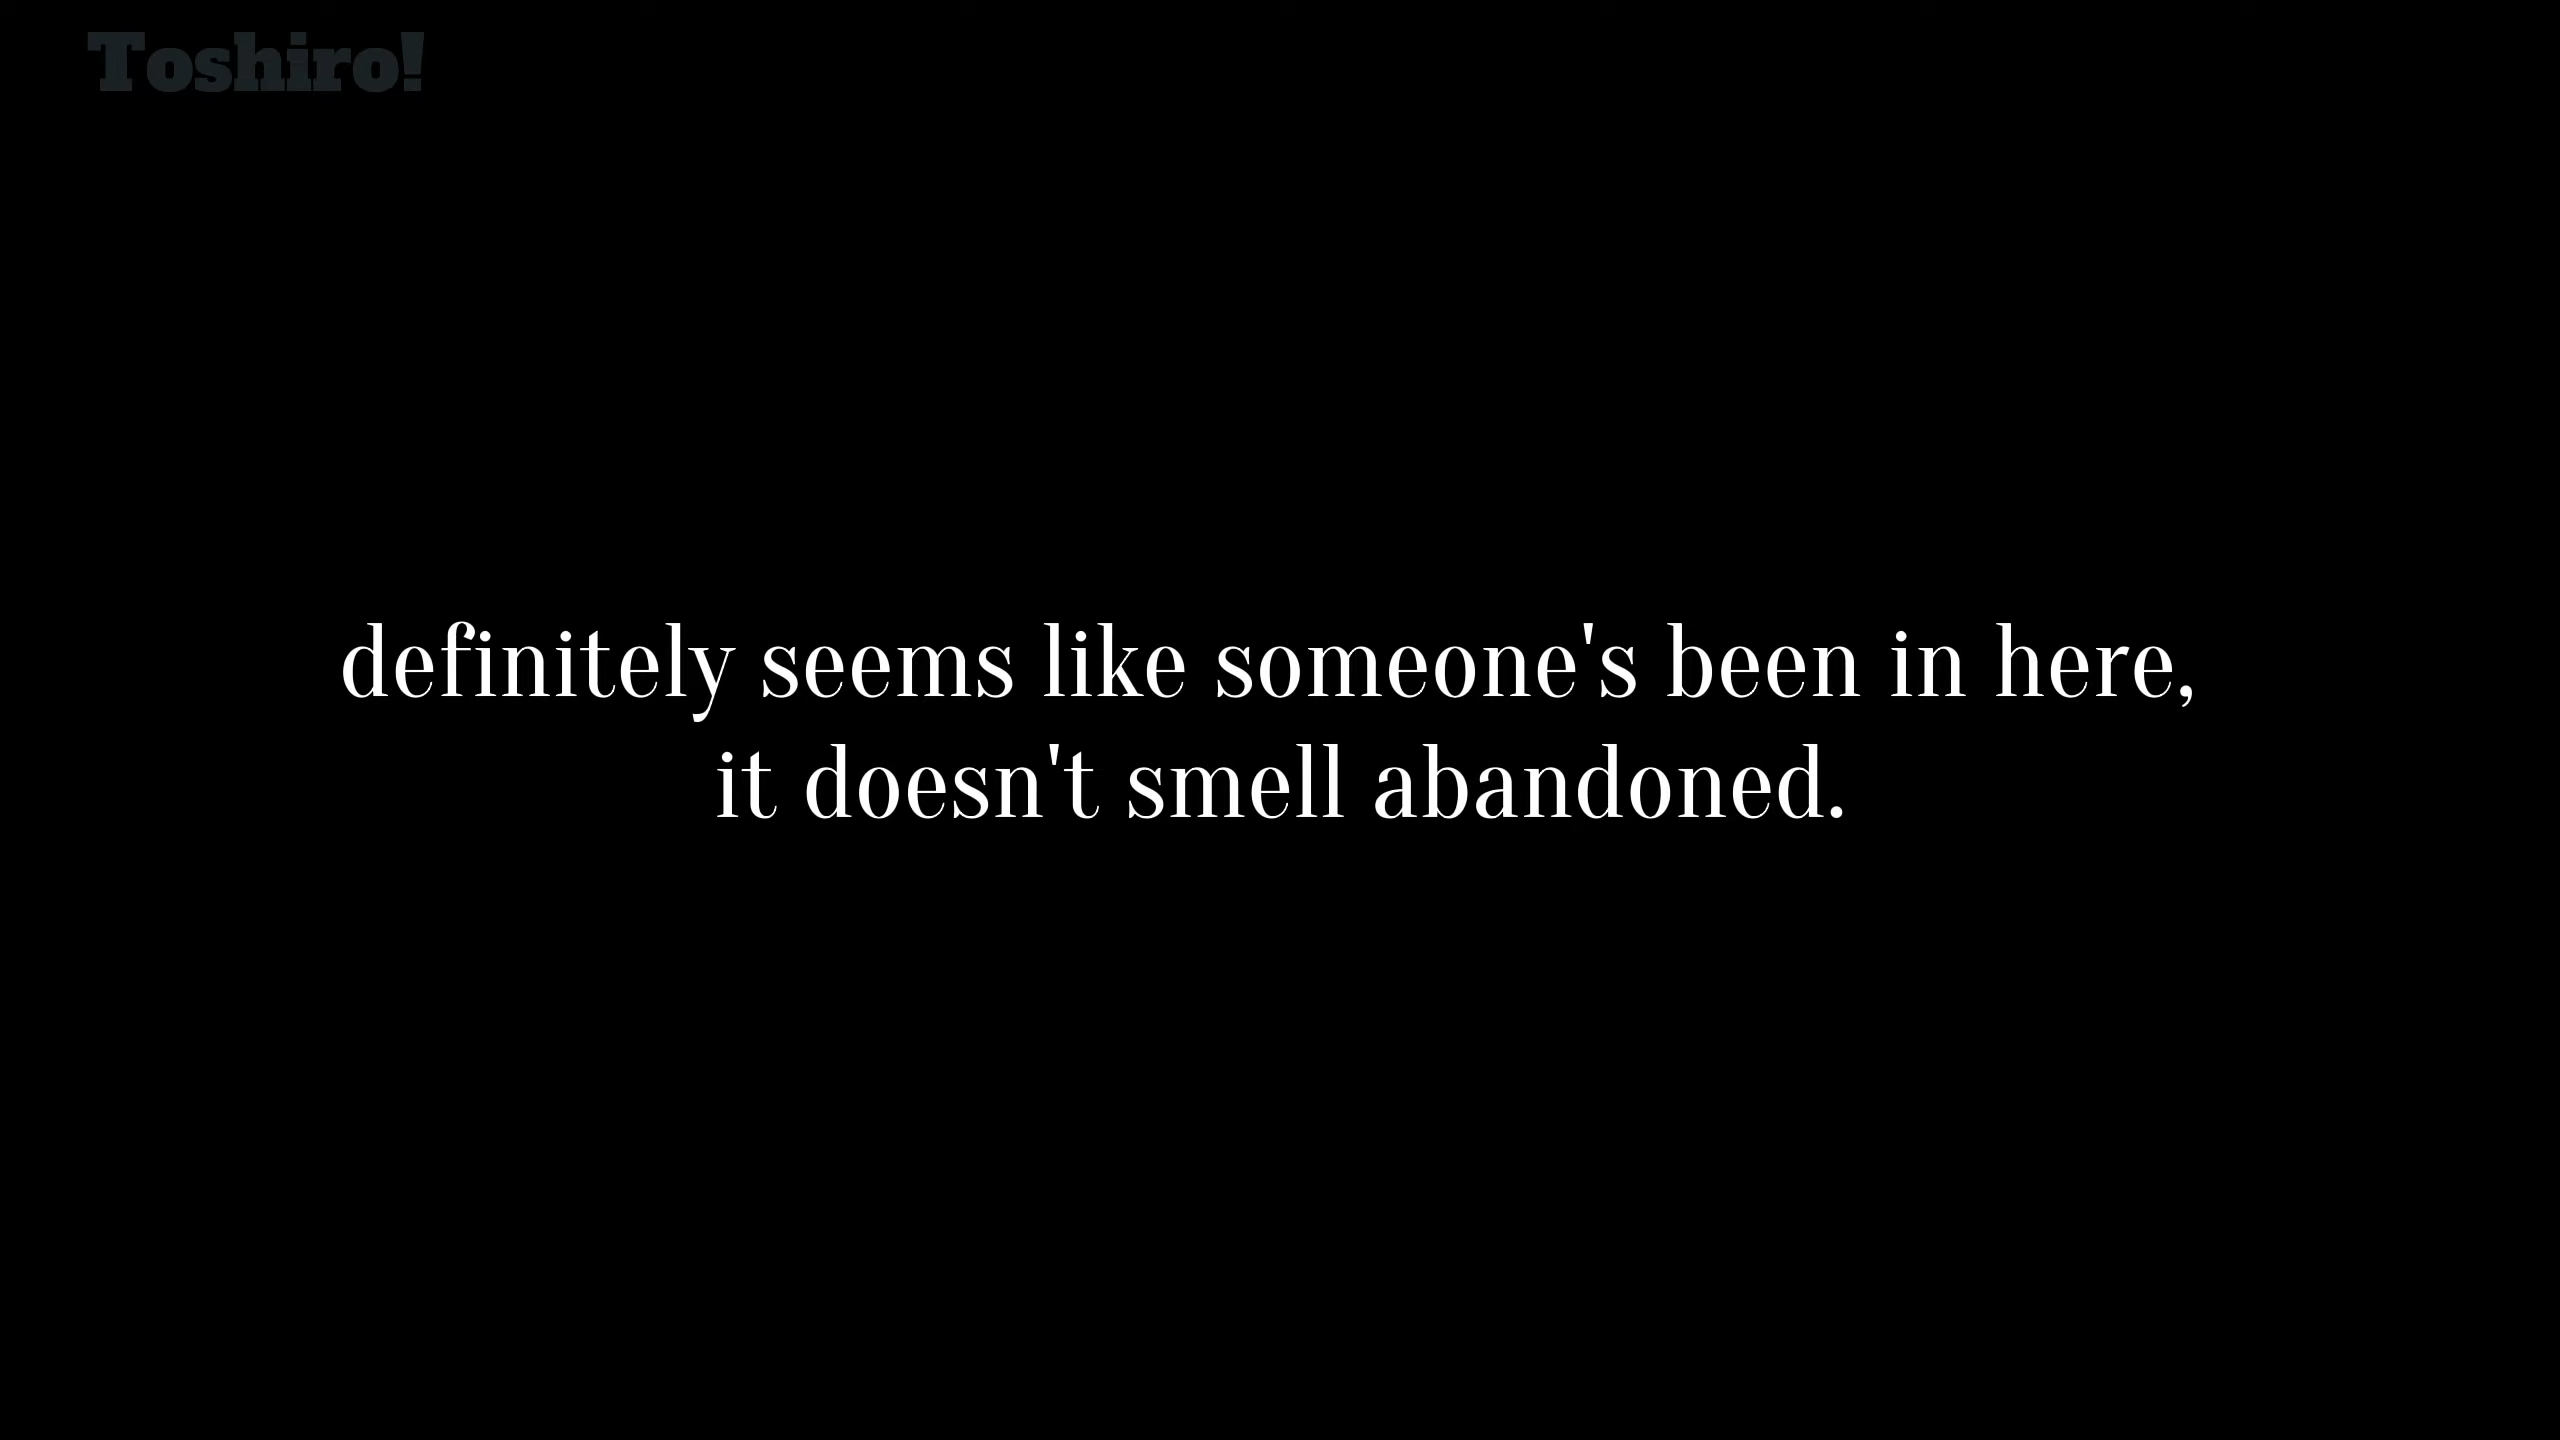 Toshiro!
definitely seems like someone's been in here,
it doesn't smell abandoned.